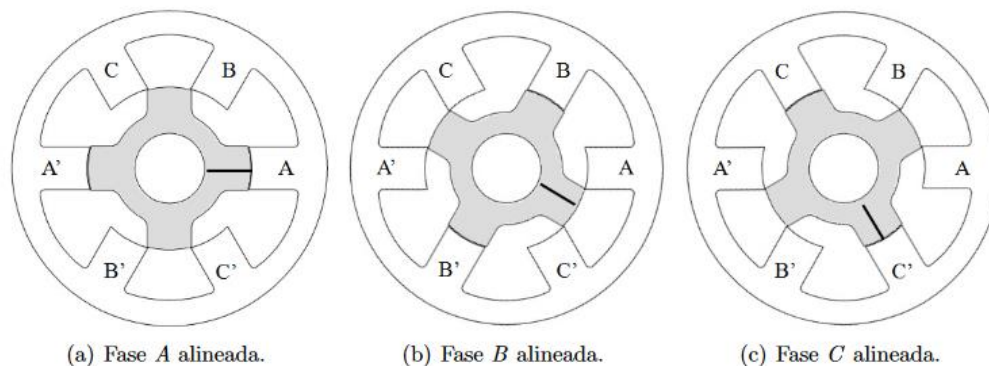 C B C B C B
A' A A' A A' A
B' C' B' C' B' C'
(a) Fase A alineada. (b) Fase B alineada. (c) Fase C alineada.